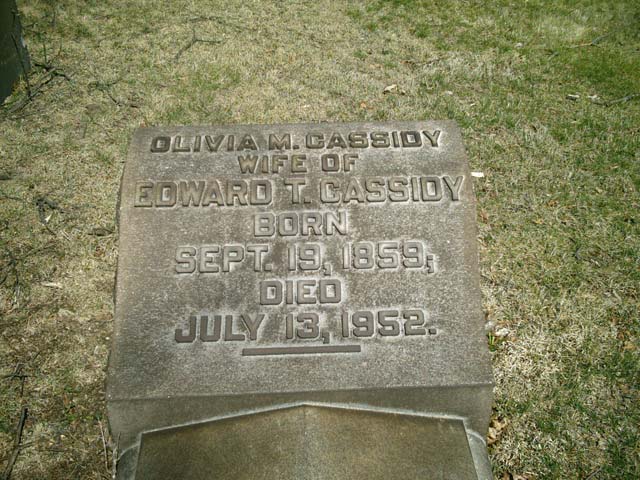 OLIVIA M. CASSIDY
WIFE OF
EDWARD T. CASSIDY
BORN
SEPT. 19, 1859;
DIED
JULY 13, 1952.